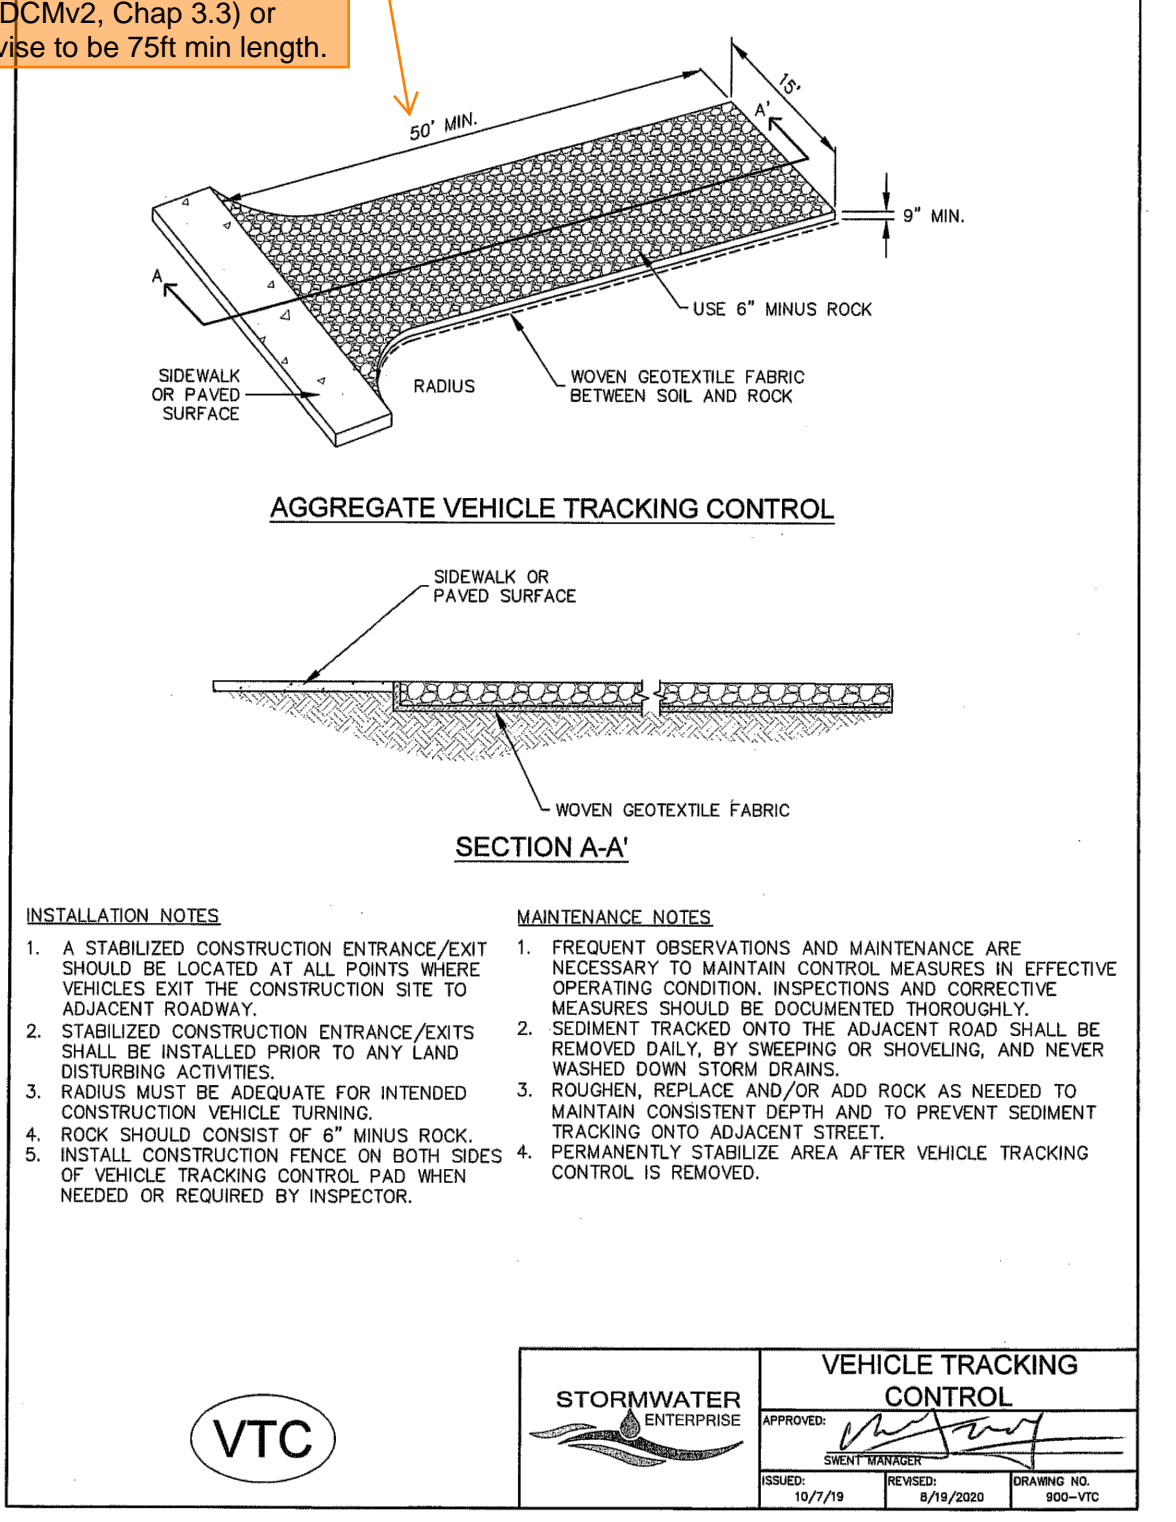 DCMv2, Chap 3.3) or
vise to be 75ft min length.
50' MIN.
15'
A'
9" MIN.
A
USE 6" MINUS ROCK
SIDEWALK
OR PAVED
SURFACE
RADIUS
WOVEN GEOTEXTILE FABRIC
BETWEEN SOIL AND ROCK
AGGREGATE VEHICLE TRACKING CONTROL
SIDEWALK OR
PAVED SURFACE
WOVEN GEOTEXTILE FABRIC
SECTION A-A'
INSTALLATION NOTES
1. A STABILIZED CONSTRUCTION ENTRANCE/EXIT
SHOULD BE LOCATED AT ALL POINTS WHERE
VEHICLES EXIT THE CONSTRUCTION SITE TO
ADJACENT ROADWAY.
2. STABILIZED CONSTRUCTION ENTRANCE/EXITS
SHALL BE INSTALLED PRIOR TO ANY LAND
DISTURBING ACTIVITIES.
3. RADIUS MUST BE ADEQUATE FOR INTENDED
CONSTRUCTION VEHICLE TURNING.
4. ROCK SHOULD CONSIST OF 6" MINUS ROCK.
5. INSTALL CONSTRUCTION FENCE ON BOTH SIDES
OF VEHICLE TRACKING CONTROL PAD WHEN
NEEDED OR REQUIRED BY INSPECTOR.
MAINTENANCE NOTES
1. FREQUENT OBSERVATIONS AND MAINTENANCE ARE
NECESSARY TO MAINTAIN CONTROL MEASURES IN EFFECTIVE
OPERATING CONDITION. INSPECTIONS AND CORRECTIVE
MEASURES SHOULD BE DOCUMENTED THOROUGHLY.
2. SEDIMENT TRACKED ONTO THE ADJACENT ROAD SHALL BE
REMOVED DAILY, BY SWEEPING OR SHOVELING, AND NEVER
WASHED DOWN STORM DRAINS.
3. ROUGHEN, REPLACE AND/OR ADD ROCK AS NEEDED TO
MAINTAIN CONSISTENT DEPTH AND TO PREVENT SEDIMENT
TRACKING ONTO ADJACENT STREET.
4. PERMANENTLY STABILIZE AREA AFTER VEHICLE TRACKING
CONTROL IS REMOVED.
VTC
STORMWATER
ENTERPRISE
VEHICLE TRACKING
CONTROL
APPROVED:
SWENT MANAGER
ISSUED:
10/7/19
REVISED:
8/19/2020
DRAWING NO.
900-VTC